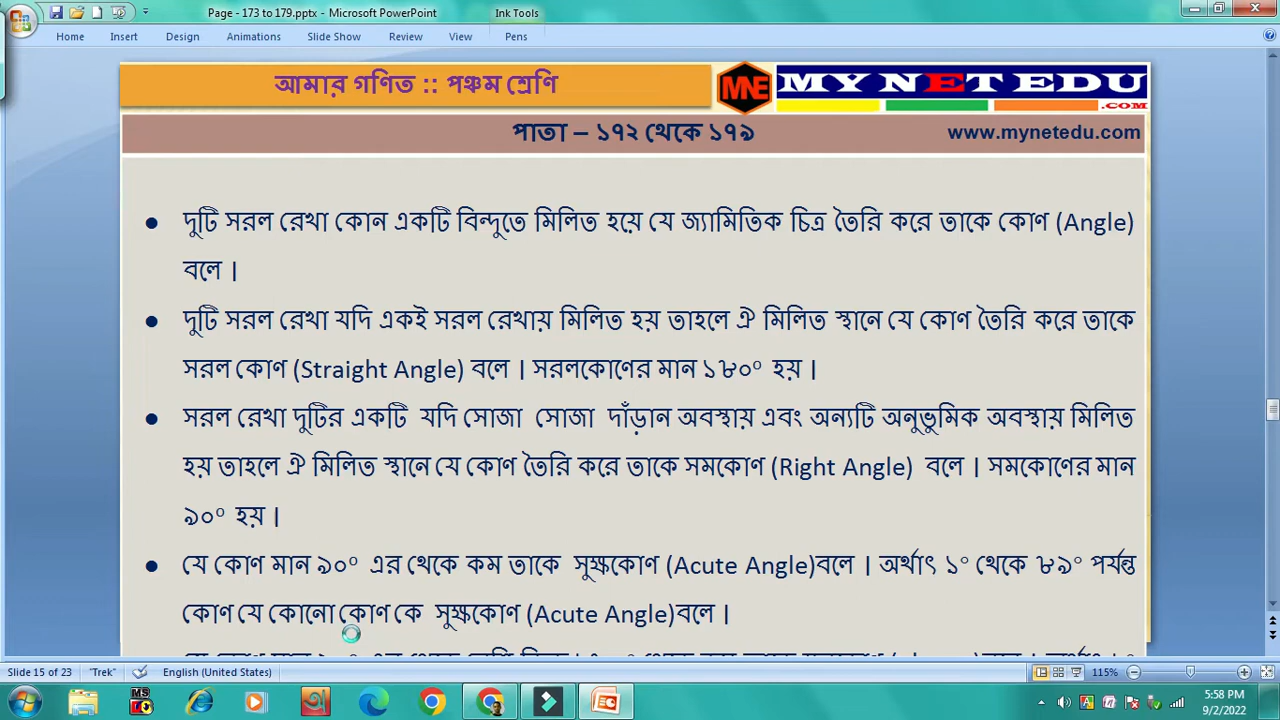 Page - 173 to 179.pptx - Microsoft PowerPoint
Ink Tools
Home Insert Design Animations Slide Show Review View Pens
আমার গণিত :: পঞ্চম শ্রেণি
MNE
MY NET EDU
.COM
পাতা – ১৭২ থেকে ১৭৯
www.mynetedu.com
• দুটি সরল রেখা কোন একটি বিন্দুতে মিলিত হয়ে যে জ্যামিতিক চিত্র তৈরি করে তাকে কোণ (Angle)
বলে ।
• দুটি সরল রেখা যদি একই সরল রেখায় মিলিত হয় তাহলে ঐ মিলিত স্থানে যে কোণ তৈরি করে তাকে
সরল কোণ (Straight Angle) বলে । সরলকোণের মান ১৮০° হয় ।
• সরল রেখা দুটির একটি যদি সোজা সোজা দাঁড়ান অবস্থায় এবং অন্যটি অনুভুমিক অবস্থায় মিলিত
হয় তাহলে ঐ মিলিত স্থানে যে কোণ তৈরি করে তাকে সমকোণ (Right Angle) বলে । সমকোণের মান
৯০° হয় ।
• যে কোণ মান ৯০° এর থেকে কম তাকে সুক্ষকোণ (Acute Angle)বলে । অর্থাৎ ১° থেকে ৮৯° পর্যন্ত
কোণ যে কোনো কোণ কে সুক্ষকোণ (Acute Angle)বলে ।
Slide 15 of 23 "Trek" English (United States) 115%
MS
5:58 PM
9/2/2022